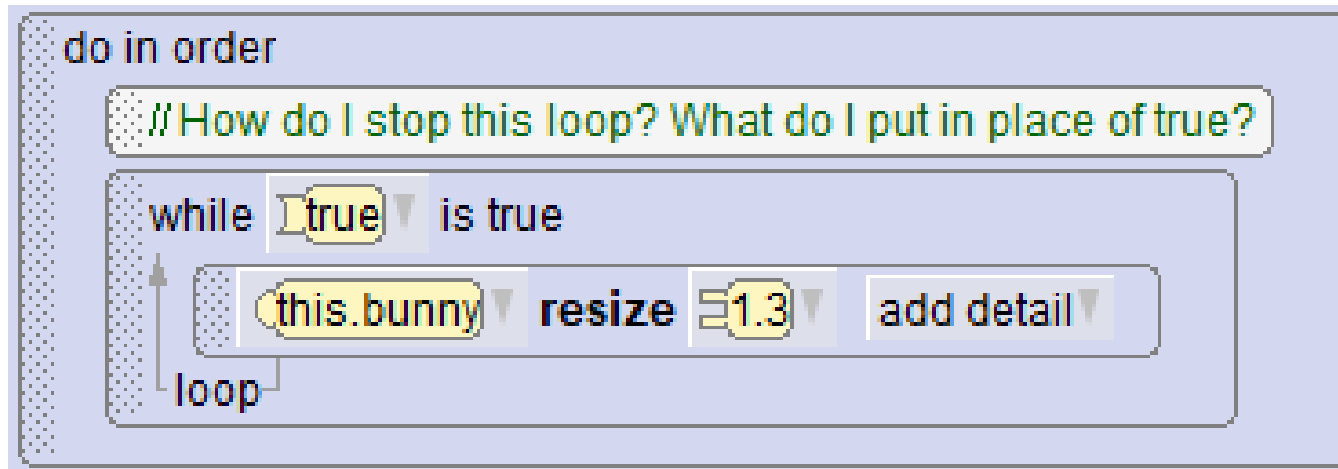 do in order
//How do I stop this loop? What do I put in place of true?
while true is true
this.bunny resize 1.3 add detail
loop